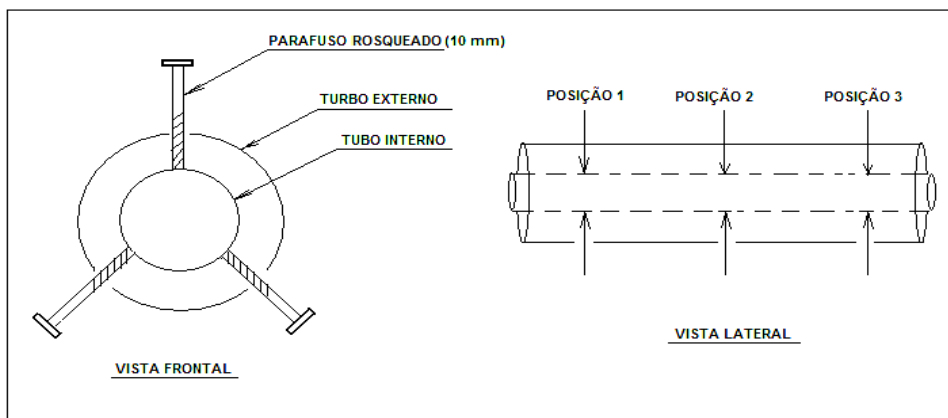 PARAFUSO ROSQUEADO (10 mm)
TURBO EXTERNO
TUBO INTERNO
VISTA FRONTAL
POSIÇÃO 1
POSIÇÃO 2
POSIÇÃO 3
VISTA LATERAL